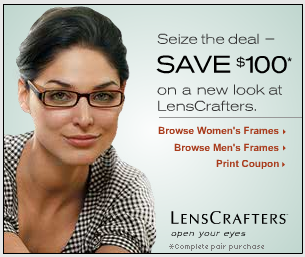 Seize the deal –
SAVE $100*
on a new look at
LensCrafters.
Browse Women's Frames
Browse Men's Frames
Print Coupon
LENSCRAFTERS
open your eyes
*Complete pair purchase